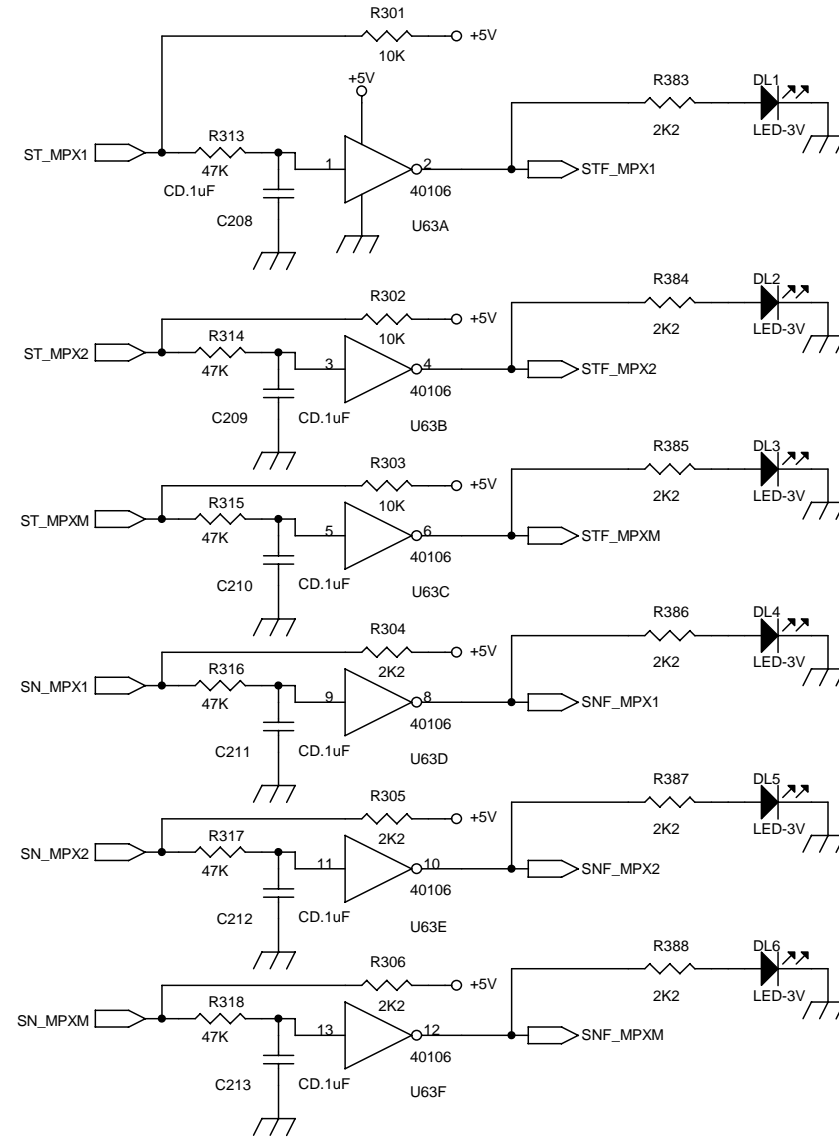 R301
+5V
10K
+5V
R383
DL1
R313
2K2
LED-3V
ST_MPX1
1
2
STF_MPX1
47K
40106
CD.1uF
C208
U63A
R384
DL2
R302
+5V
R314
10K
2K2
LED-3V
ST_MPX2
3
4
STF_MPX2
47K
40106
C209
CD.1uF
U63B
R385
DL3
R303
+5V
R315
10K
2K2
LED-3V
ST_MPXM
5
6
STF_MPXM
47K
40106
C210
CD.1uF
U63C
R386
DL4
R304
+5V
R316
2K2
2K2
LED-3V
SN_MPX1
9
8
SNF_MPX1
47K
40106
C211
CD.1uF
U63D
R387
DL5
R305
+5V
R317
2K2
2K2
LED-3V
SN_MPX2
11
10
SNF_MPX2
47K
40106
C212
CD.1uF
U63E
R388
DL6
R306
+5V
R318
2K2
2K2
LED-3V
SN_MPXM
13
12
SNF_MPXM
47K
40106
C213
CD.1uF
U63F